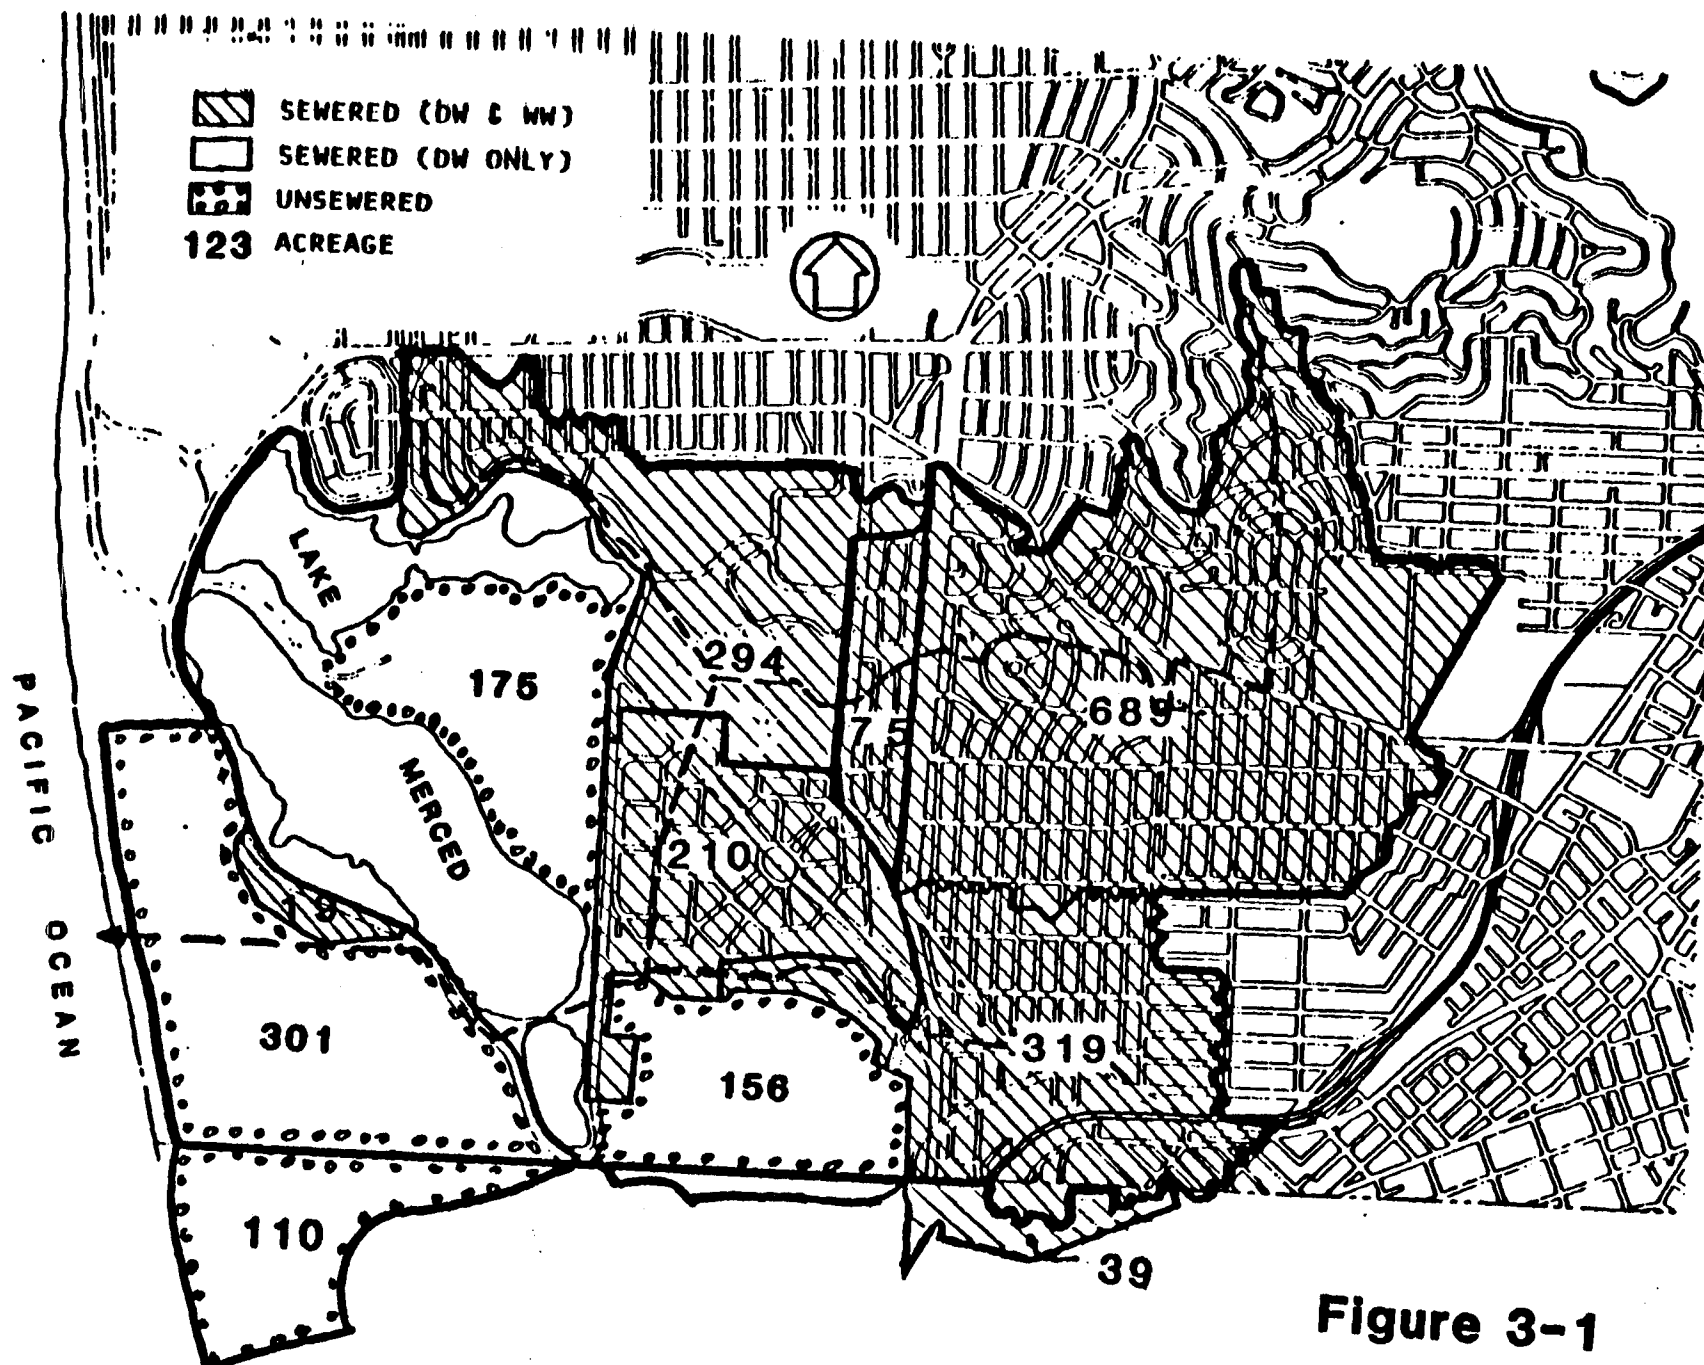 SEWERED (DW & WW)
SEWERED (DW ONLY)
UNSEWERED
123 ACREAGE
LAKE
MERCED
PACIFIC OCEAN
175
294
75
689
210
19
301
156
319
110
39
Figure 3-1